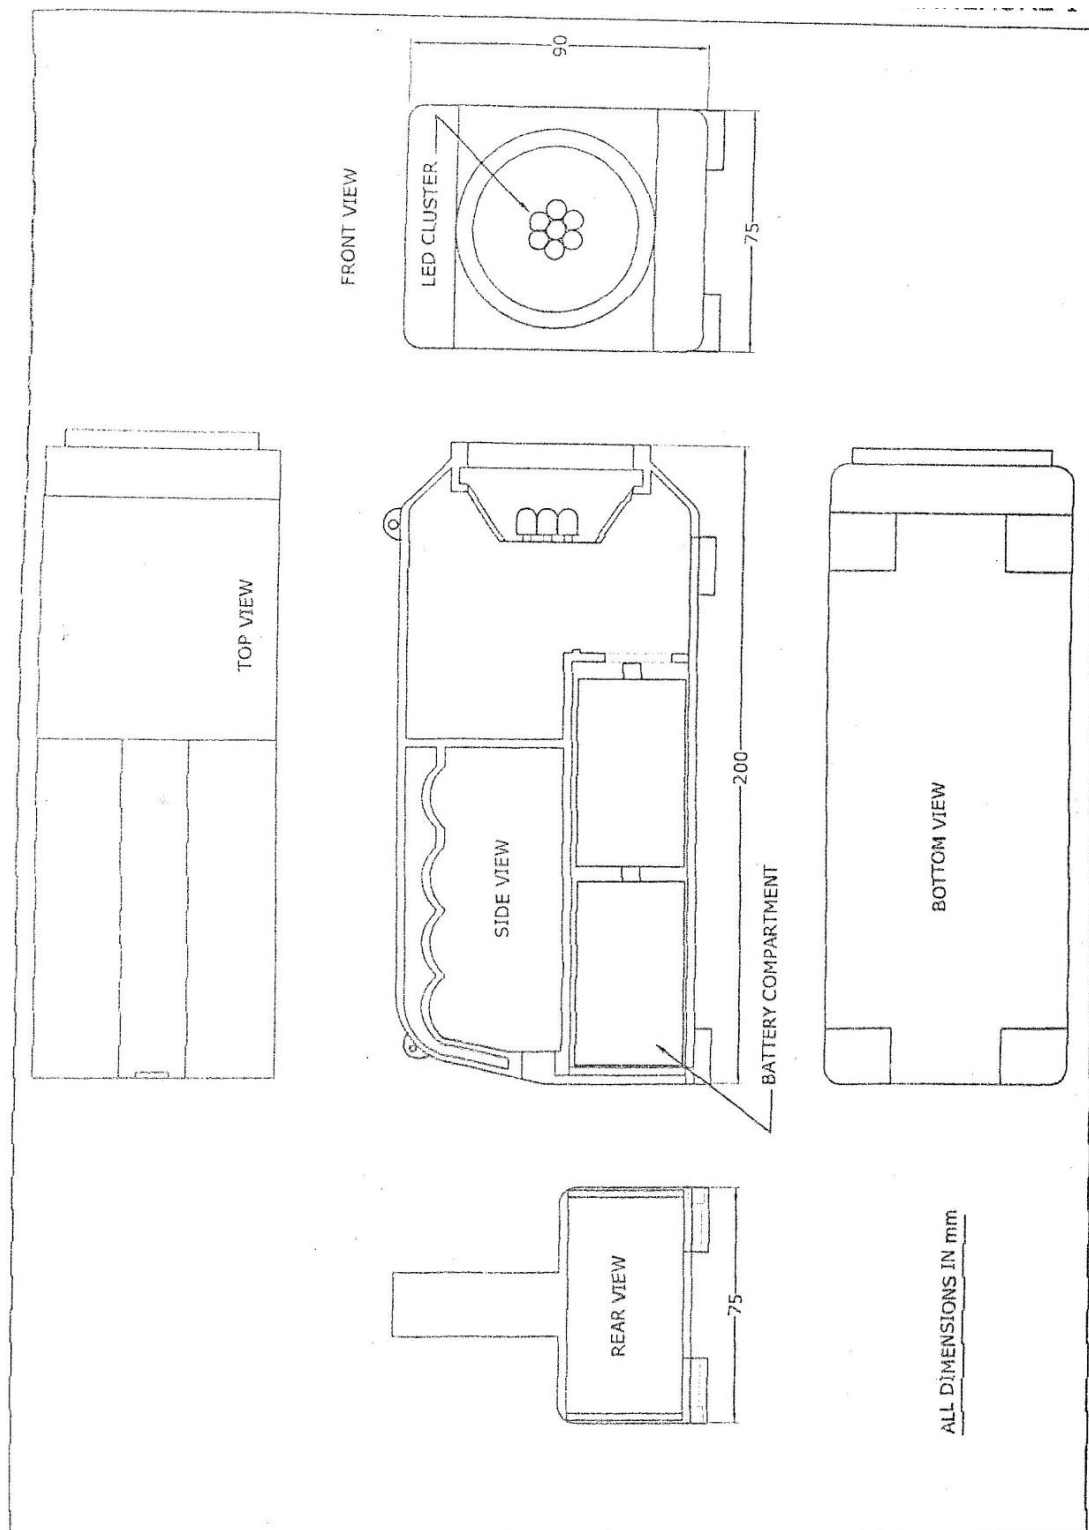 FRONT VIEW
LED CLUSTER
90
75
TOP VIEW
SIDE VIEW
200
BATTERY COMPARTMENT
BOTTOM VIEW
REAR VIEW
75
ALL DIMENSIONS IN mm